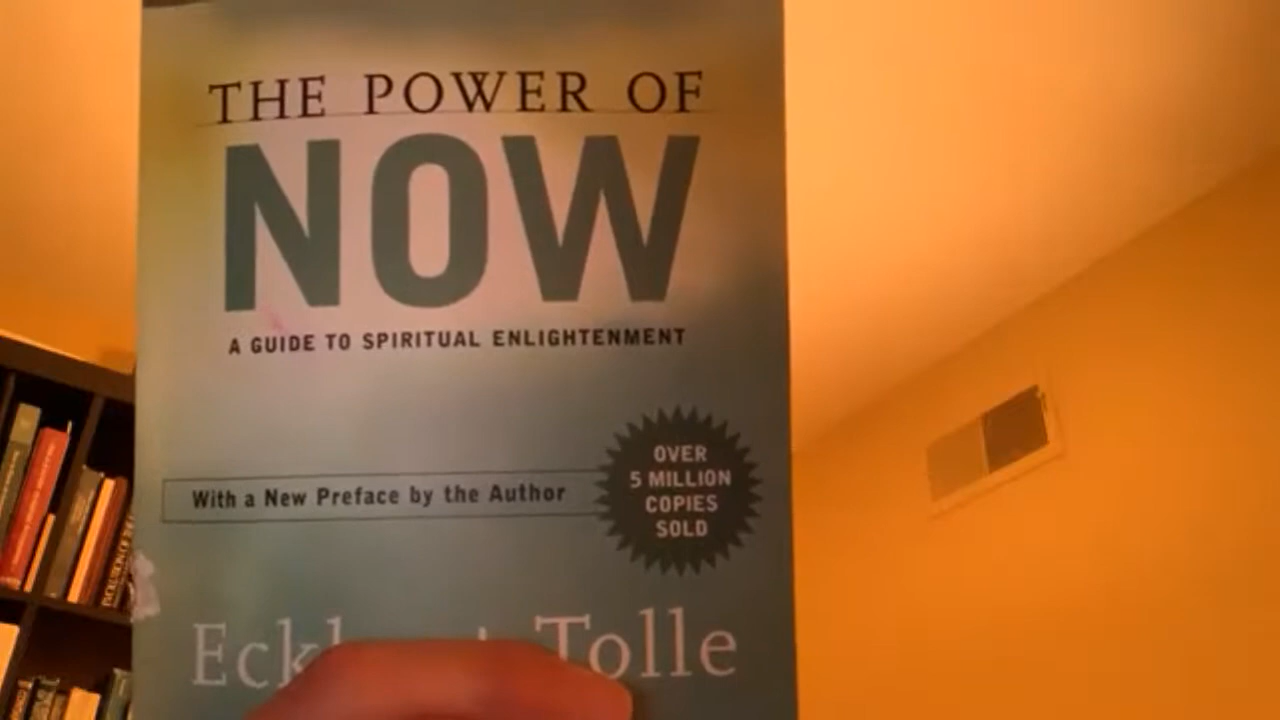 THE POWER OF
NOW
A GUIDE TO SPIRITUAL ENLIGHTENMENT
With a New Preface by the Author
OVER
5 MILLION
COPIES
SOLD
Tolle